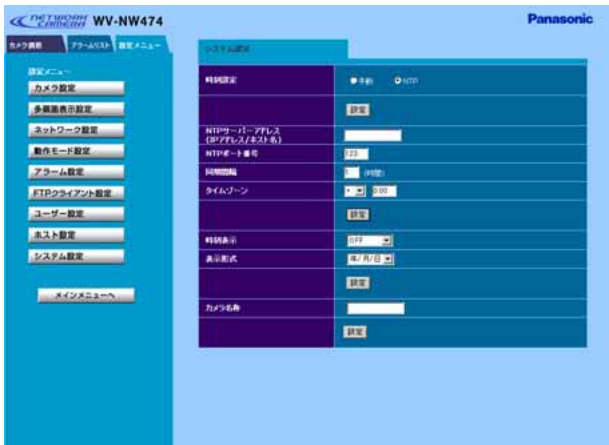 NETWORK CAMERA WV-NW474
Panasonic
カメラ画面
アラームリスト
設定メニュー
システム設定
設定メニュー
カメラ設定
多画面表示設定
ネットワーク設定
動作モード設定
アラーム設定
FTPクライアント設定
ユーザー設定
ホスト設定
システム設定
メインメニューへ
時刻設定
手動 NTP
設定
NTPサーバーアドレス
(IPアドレス/ホスト名)
NTPポート番号 123
同期間隔 1 (時間)
タイムゾーン + 0:00
設定
時刻表示 OFF
表示形式 年/月/日
設定
カメラ名称
設定